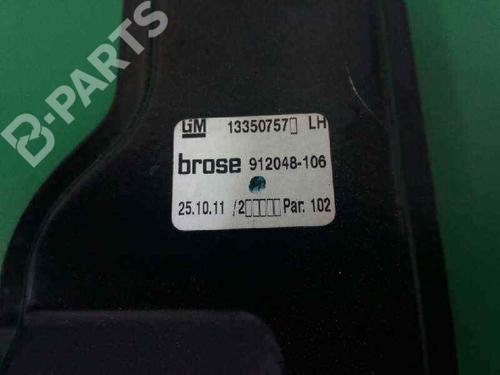 B-PARTS
GM 13350757▯ LH
brose 912048-106
25.10.11 /2▯▯▯▯▯ Par. 102